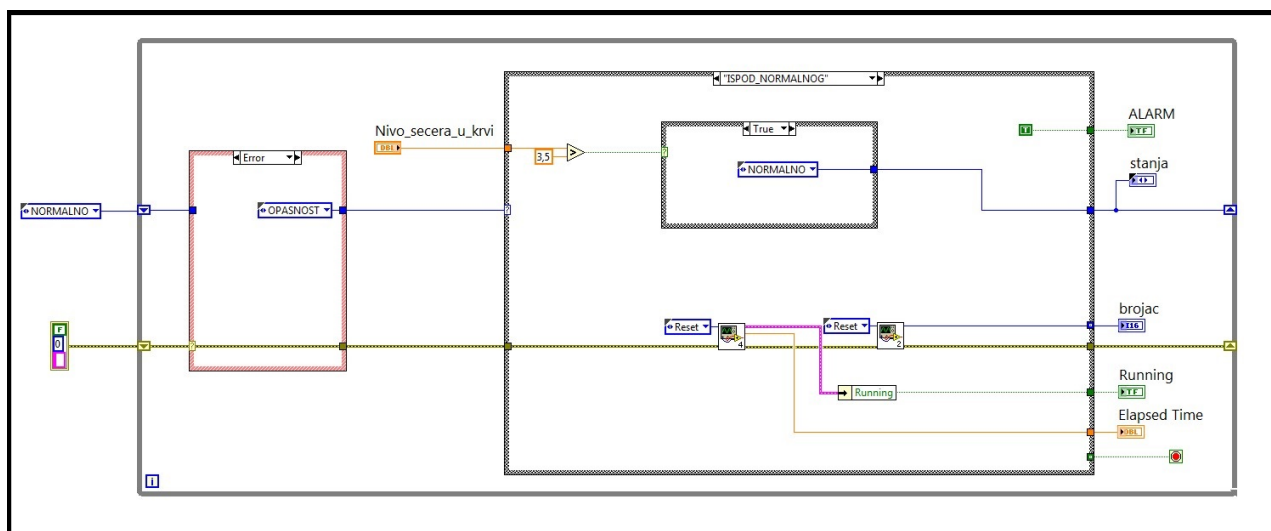 "ISPOD_NORMALNOG"
ALARM
Nivo_secera_u_krvi
True
T
TF
DBL
3,5
>
?
stanja
Error
NORMALNO
NORMALNO
OPASNOST
?
brojac
Reset
Reset
I16
F
0
4
2
?
Running
Running
TF
Elapsed Time
DBL
i